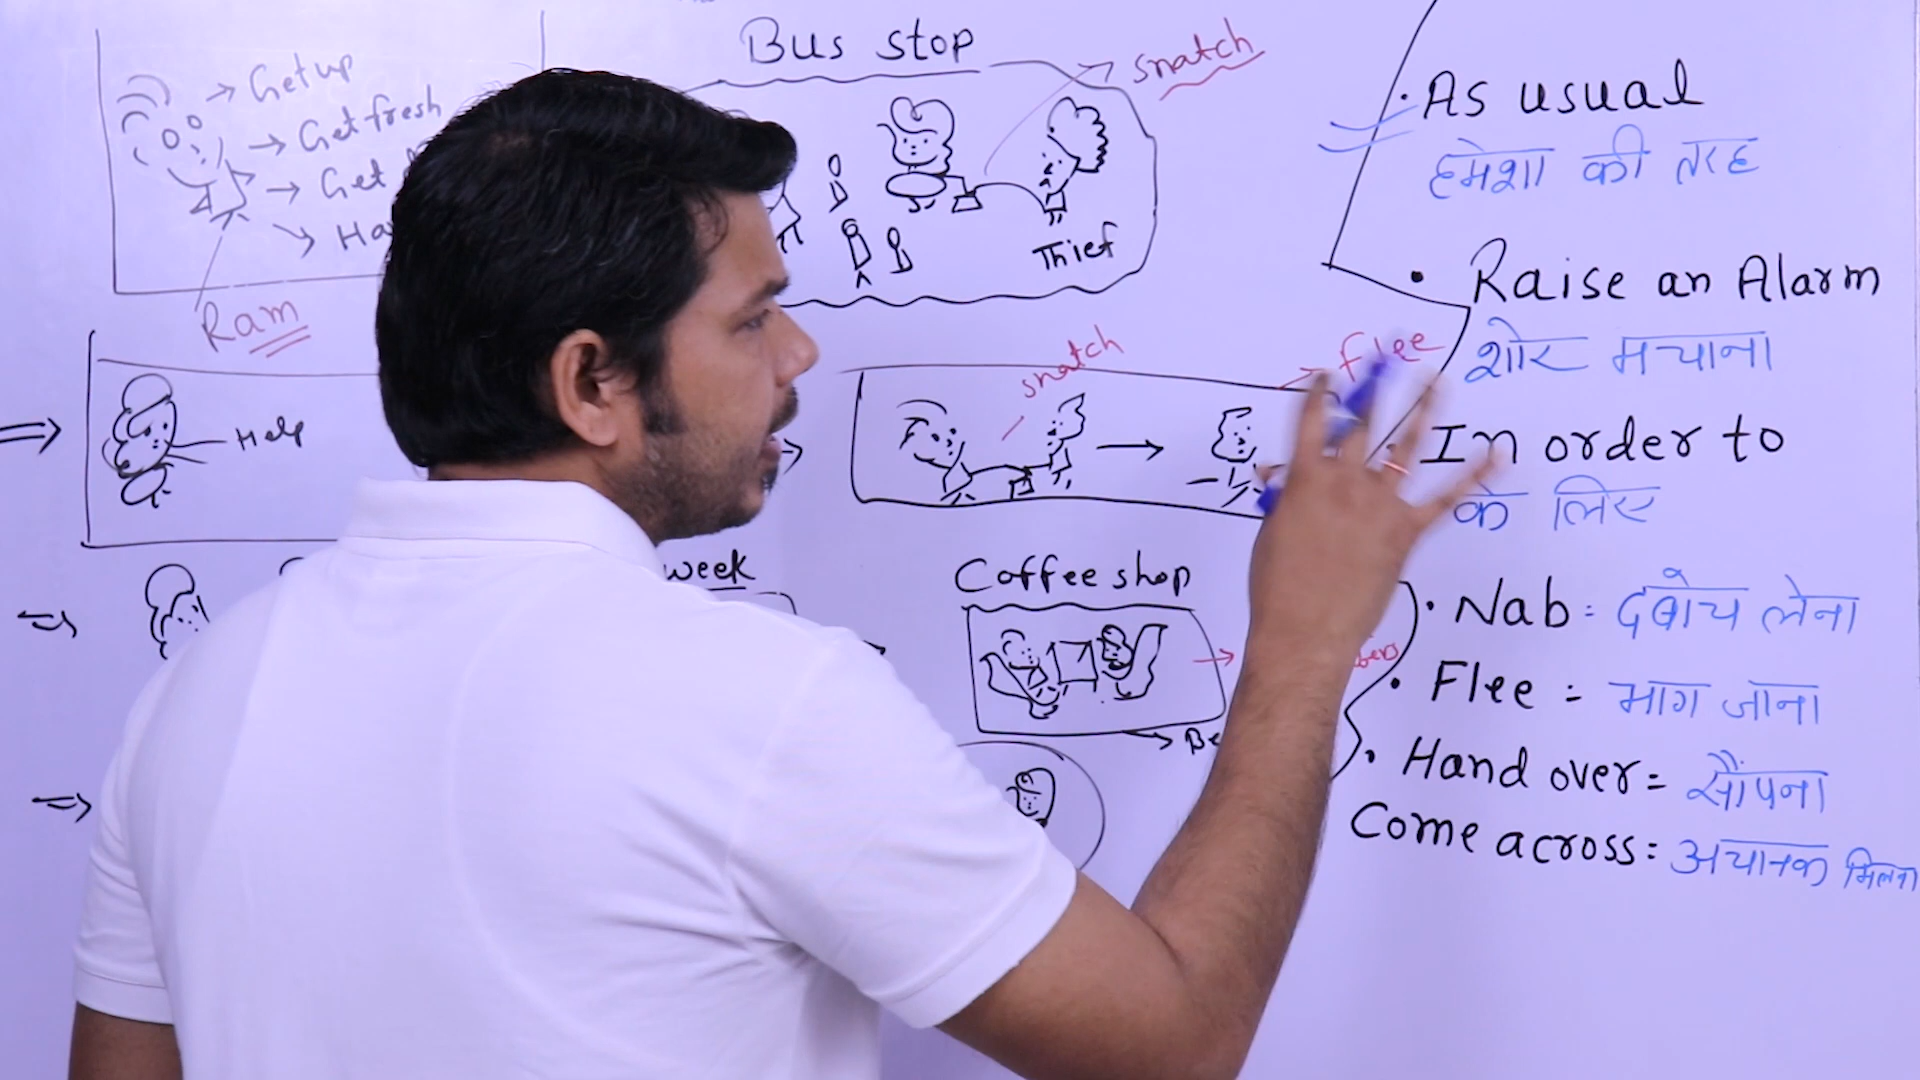 Get up
Get fresh
Get
Ram
Bus stop
snatch
Thief
Help
snatch
Flee
week
Coffee shop
As usual
हमेशा की तरह
Raise an Alarm
शोर मचाना
In order to
के लिए
Nab = दबोच लेना
Flee = भाग जाना
Hand over = सौंपना
Come across = अचानक मिलना